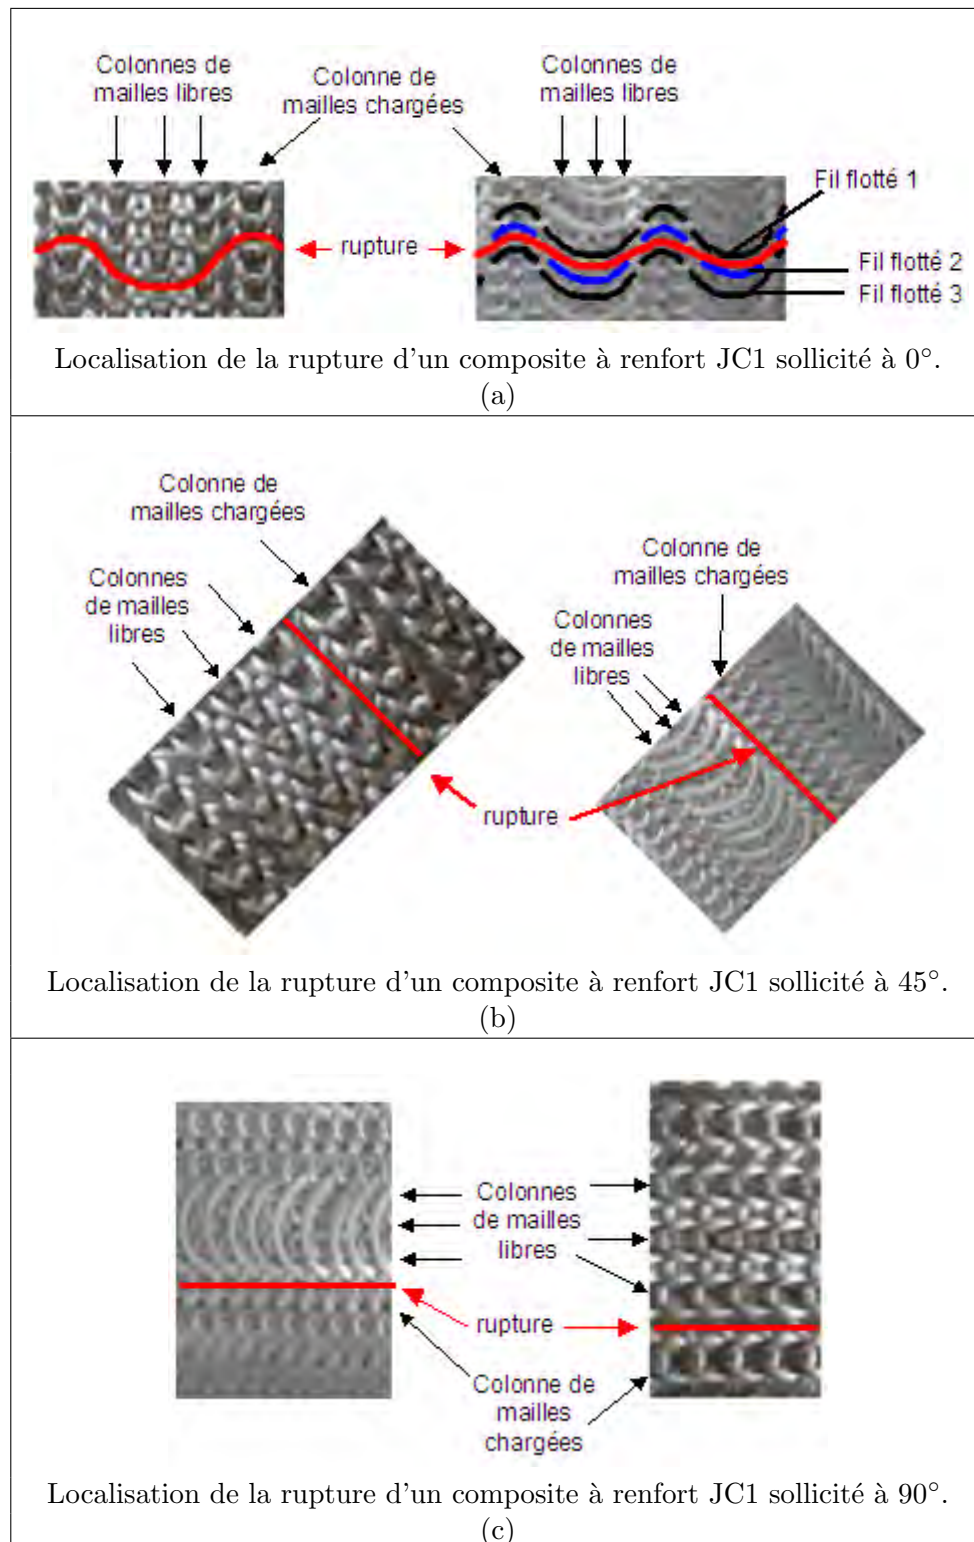 Colonnes de
mailles libres
Colonne de
mailles chargées
Colonnes de
mailles libres
Fil flotté 1
rupture
Fil flotté 2
Fil flotté 3
Localisation de la rupture d'un composite à renfort JC1 sollicité à 0°.
(a)
Colonne de
mailles chargées
Colonnes
de mailles
libres
Colonne de
mailles chargées
Colonnes
de mailles
libres
rupture
Localisation de la rupture d'un composite à renfort JC1 sollicité à 45°.
(b)
Colonnes
de mailles
libres
rupture
Colonne de
mailles
chargées
Localisation de la rupture d'un composite à renfort JC1 sollicité à 90°.
(c)